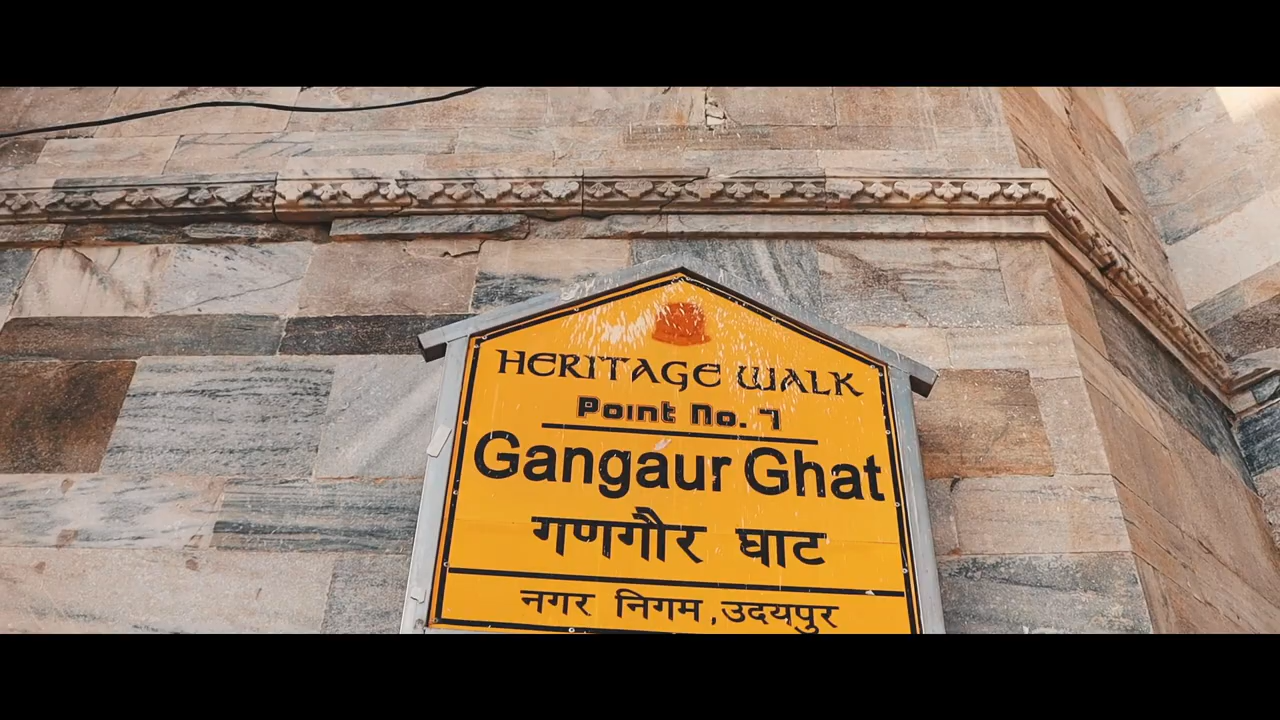 HERITAGE WALK
Point No. 7
Gangaur Ghat
गणगौर घाट
नगर निगम, उदयपुर